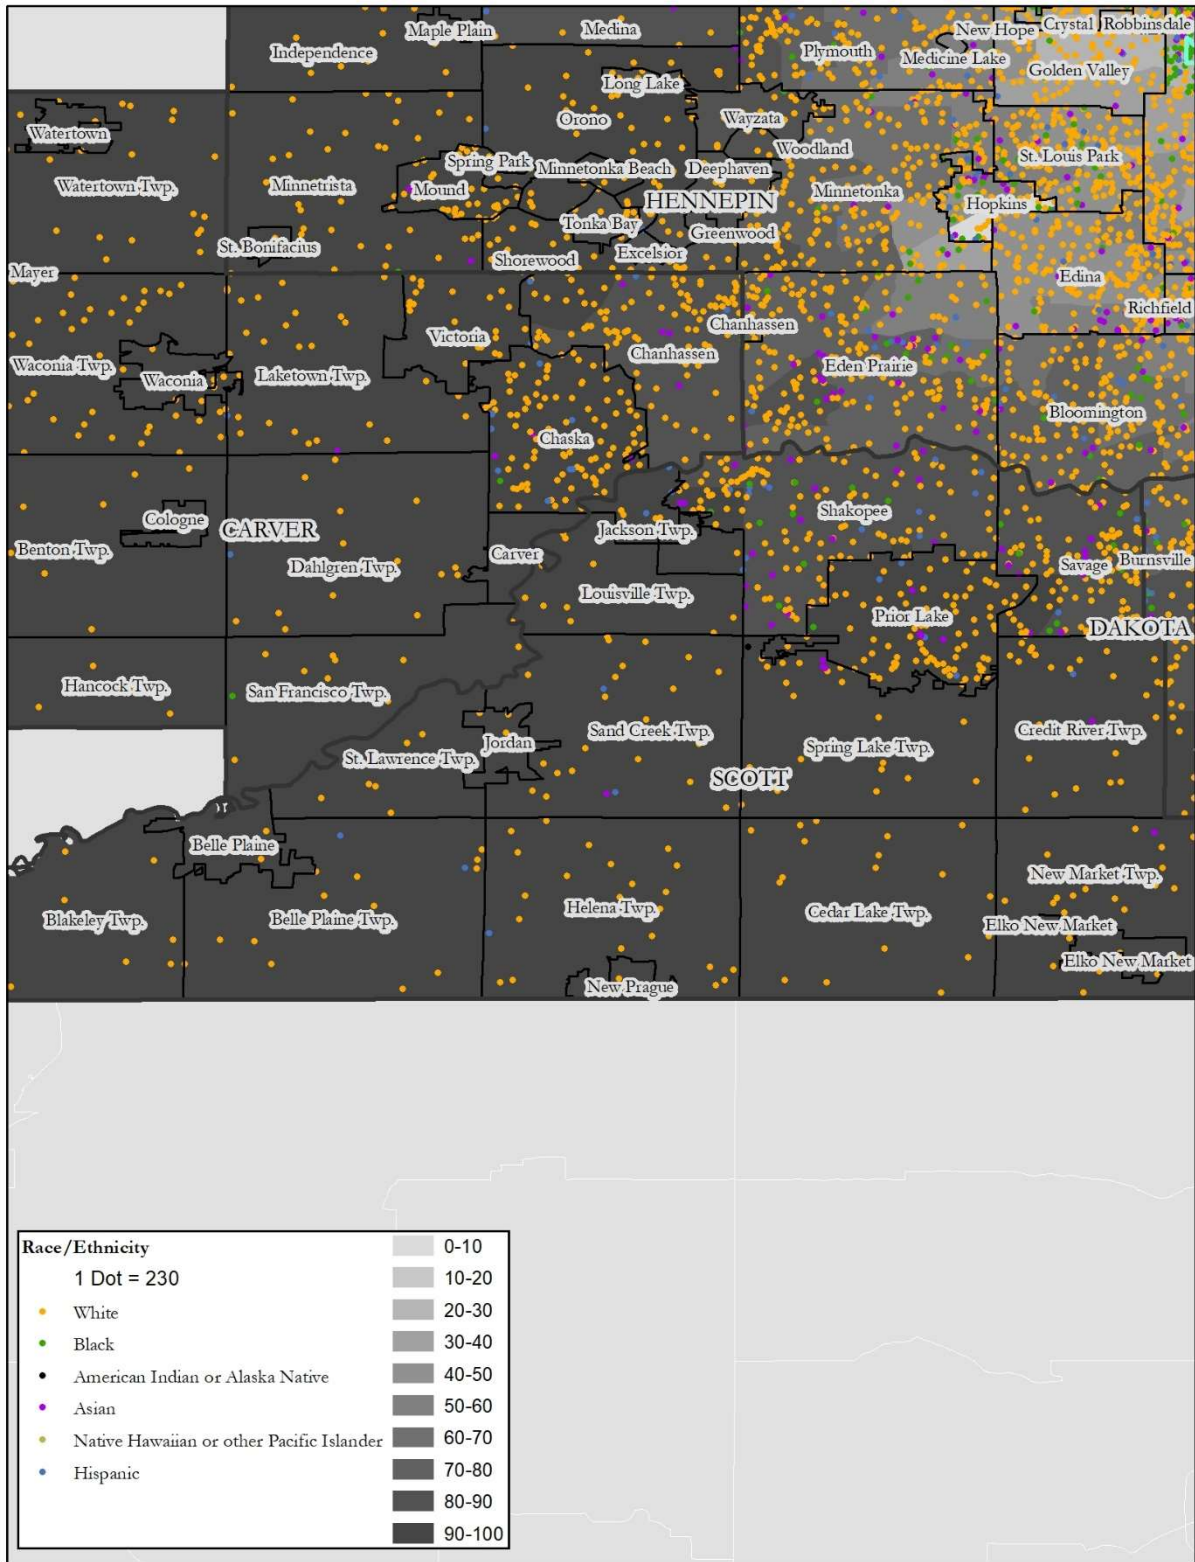 Maple Plain
Medina
New Hope
Crystal
Robbinsdale
Independence
Plymouth
Medicine Lake
Golden Valley
Long Lake
Watertown
Orono
Wayzata
Woodland
Spring Park
Minnetonka Beach
Deephaven
St. Louis Park
Watertown Twp.
Minnetrista
Mound
HENNEPIN
Minnetonka
Hopkins
Tonka Bay
Greenwood
St. Bonifacius
Shorewood
Excelsior
Mayer
Edina
Richfield
Victoria
Chanhassen
Chanhassen
Waconia Twp.
Waconia
Laketown Twp.
Eden Prairie
Bloomington
Chaska
Cologne
CARVER
Jackson Twp.
Shakopee
Benton Twp.
Dahlgren Twp.
Carver
Savage
Burnsville
Louisville Twp.
Prior Lake
DAKOTA
Hancock Twp.
San Francisco Twp.
Jordan
Sand Creek Twp.
Spring Lake Twp.
Credit River Twp.
St. Lawrence Twp.
SCOTT
Belle Plaine
New Market Twp.
Blakeley Twp.
Belle Plaine Twp.
Helena Twp.
Cedar Lake Twp.
Elko New Market
Elko New Market
New Prague
Race/Ethnicity
1 Dot = 230
White
Black
American Indian or Alaska Native
Asian
Native Hawaiian or other Pacific Islander
Hispanic
0-10
10-20
20-30
30-40
40-50
50-60
60-70
70-80
80-90
90-100